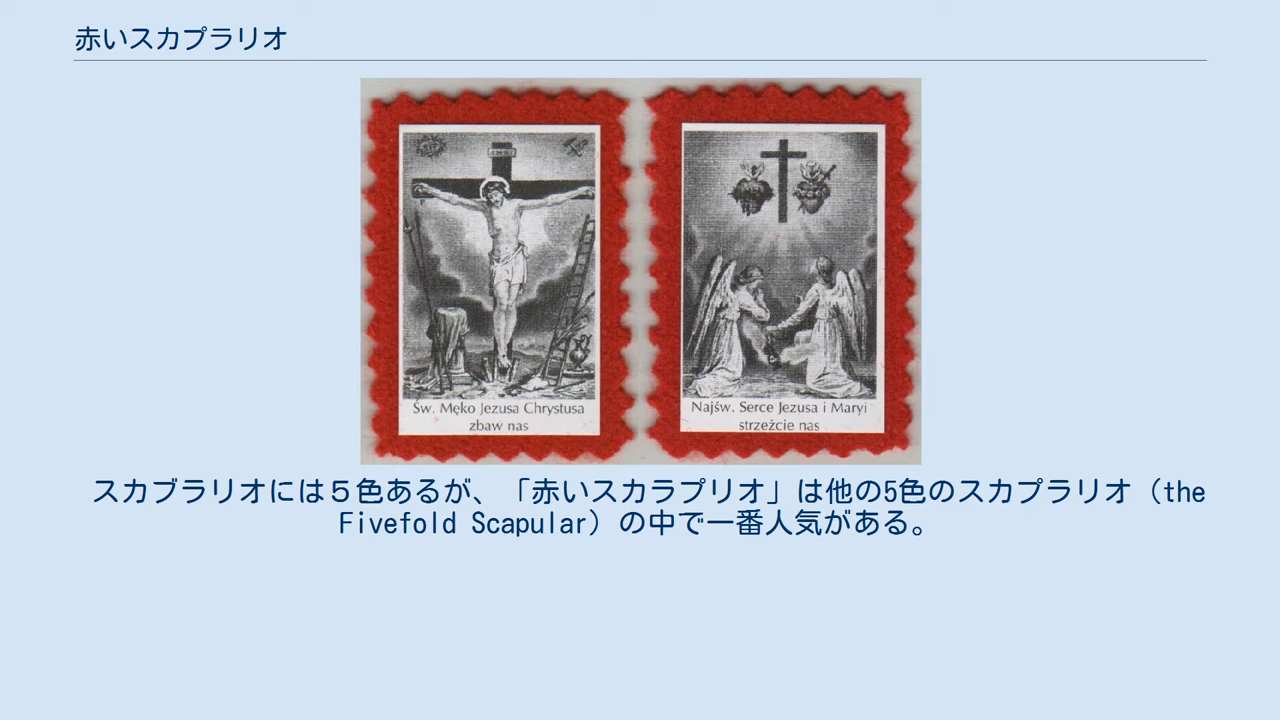 赤いスカプラリオ
Św. Męko Jezusa Chrystusa
zbaw nas
Najśw. Serce Jezusa i Maryi
strzeżcie nas
スカブラリオには５色あるが、「赤いスカラプリオ」は他の5色のスカプラリオ（the
Fivefold Scapular）の中で一番人気がある。